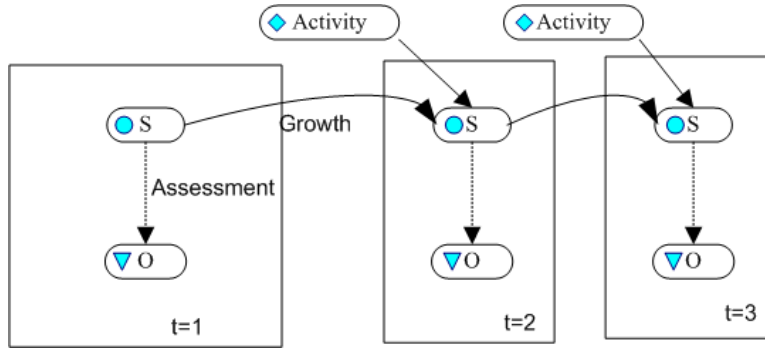 Activity
Activity
S
Growth
S
S
Assessment
O
O
O
t=1
t=2
t=3